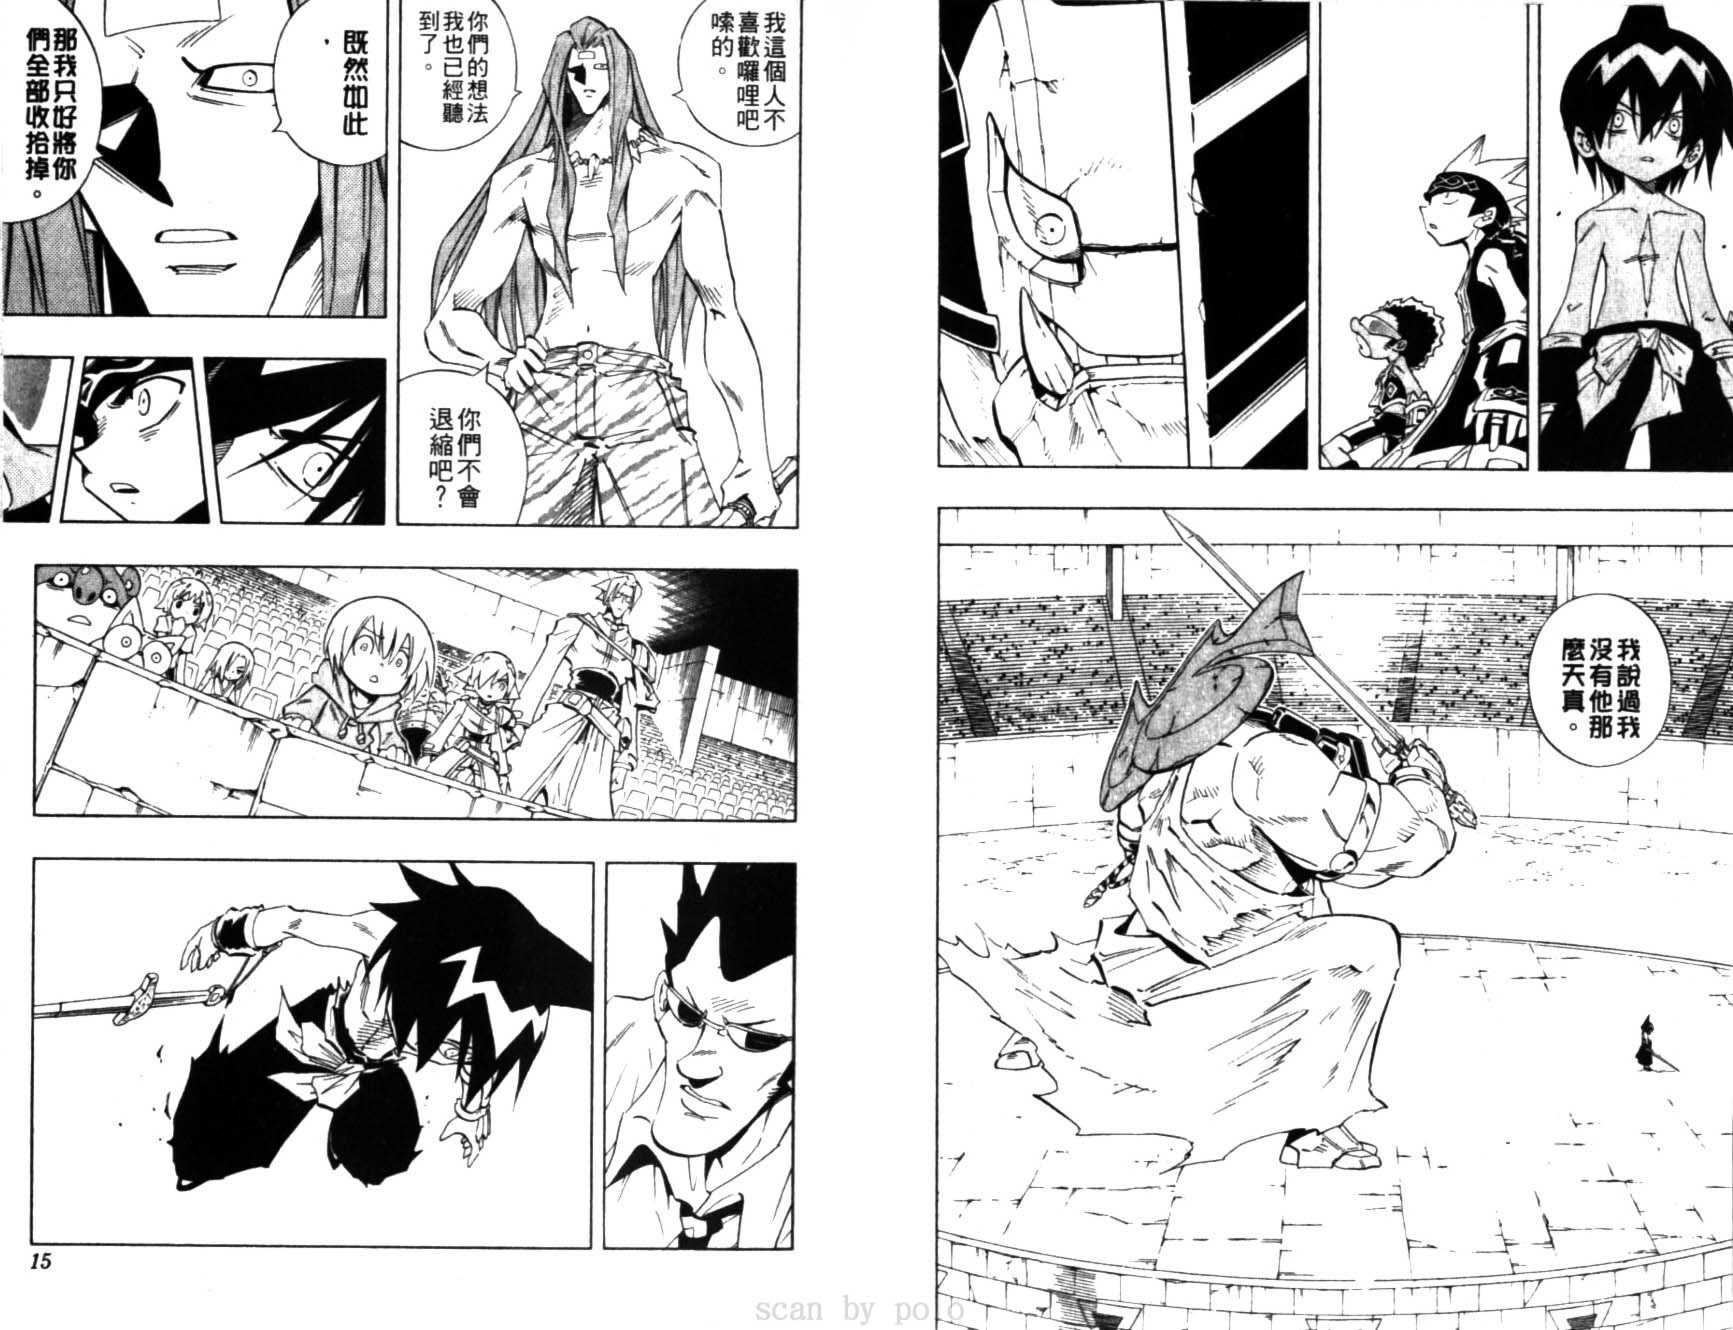 我說過我
沒有他那
麼天真。
我這個人不
喜歡囉哩吧
嗦的。
你們的想法
我也已經聽
到了。
你們不會
退縮吧？
既然如此
，
那我只好將你
們全部收拾掉。
15
scan by polo